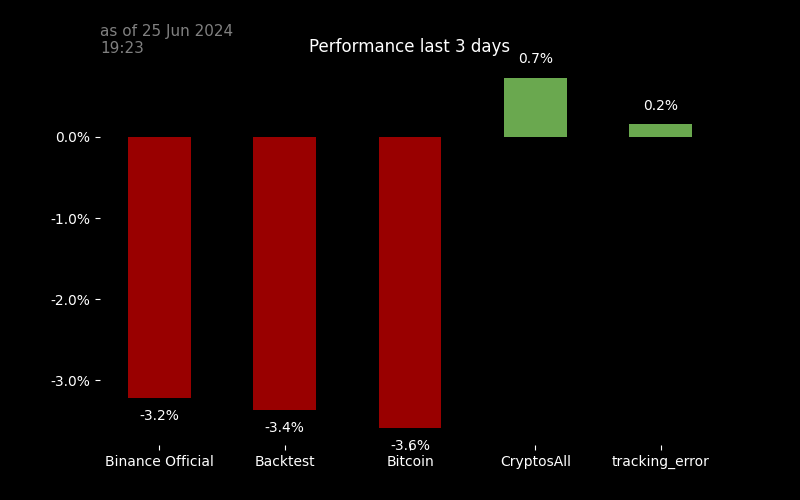 as of 25 Jun 2024
19:23
Performance last 3 days
0.7%
0.2%
0.0%
-1.0%
-2.0%
-3.0%
-3.2%
-3.4%
-3.6%
Binance Official
Backtest
Bitcoin
CryptosAll
tracking_error